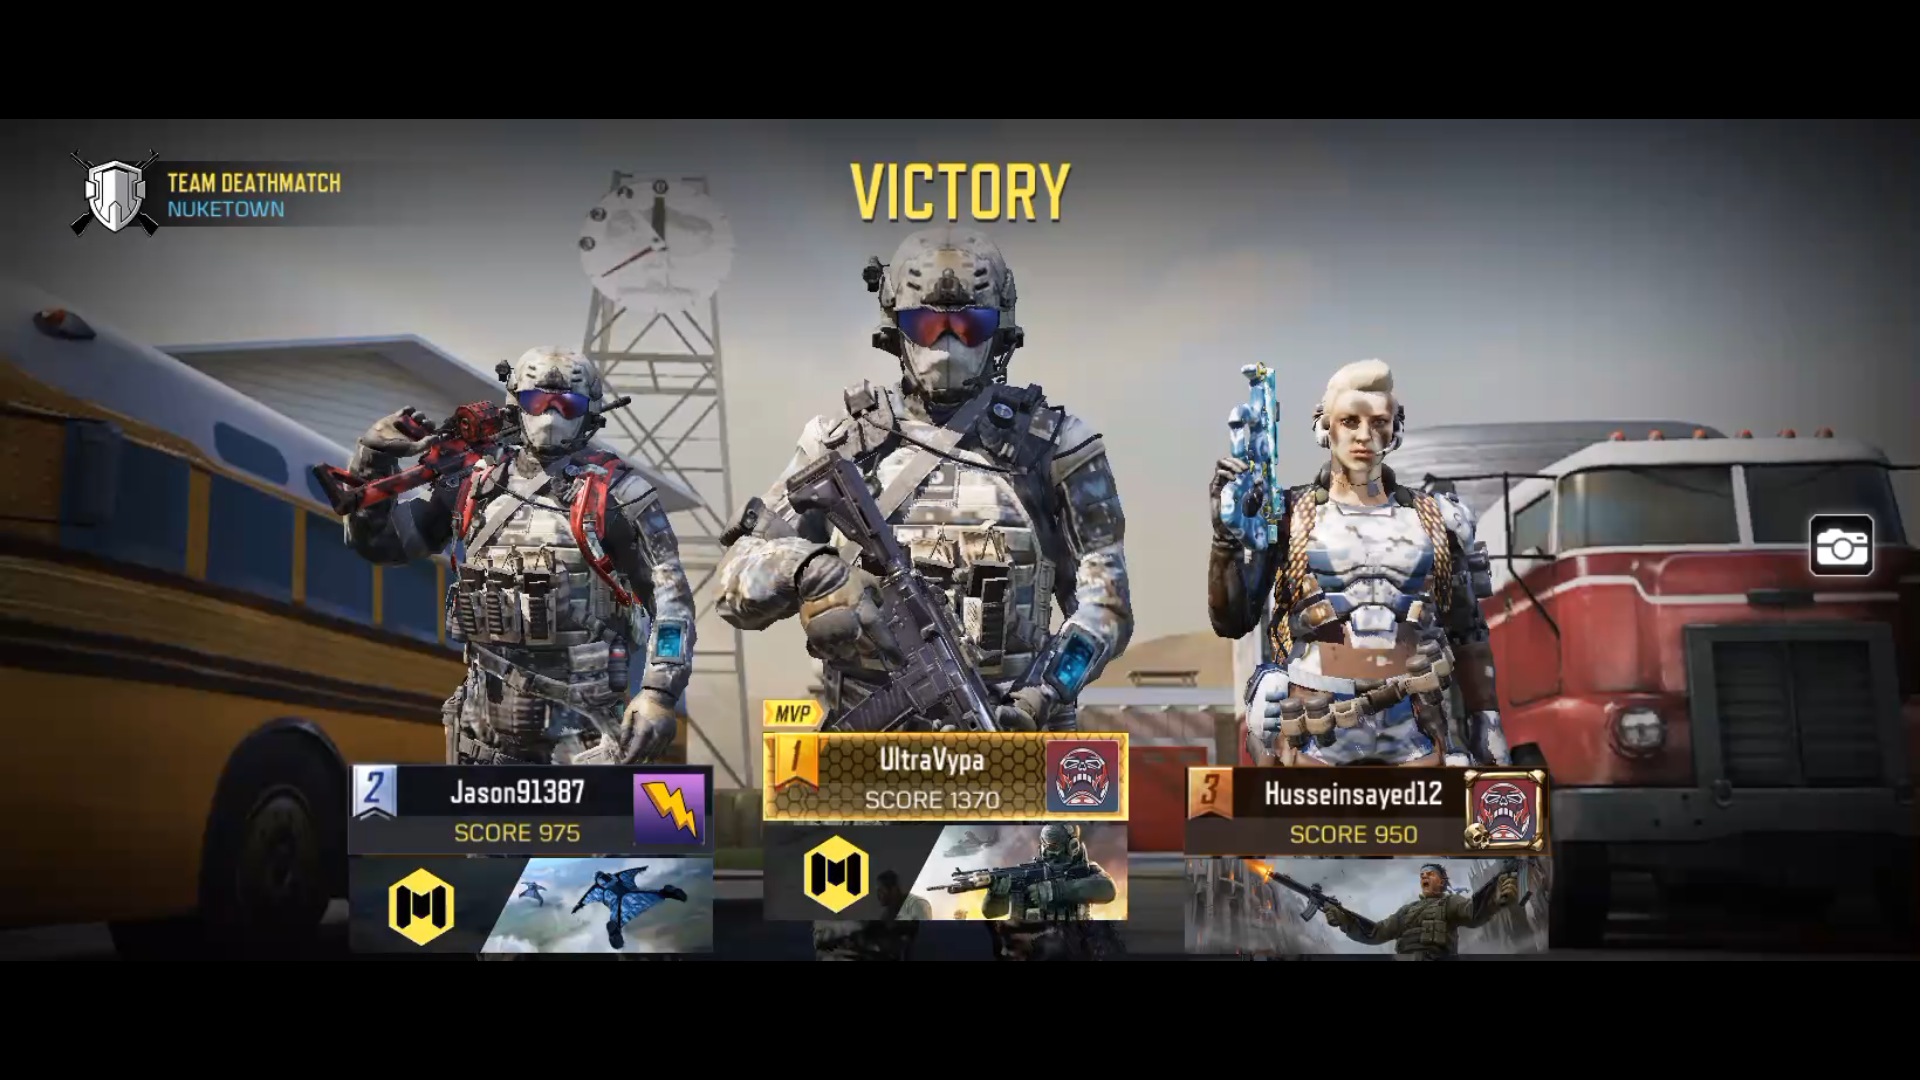 TEAM DEATHMATCH
NUKETOWN
VICTORY
MVP
1
UltraVypa
SCORE 1370
2
Jason91387
SCORE 975
3
Husseinsayed12
SCORE 950